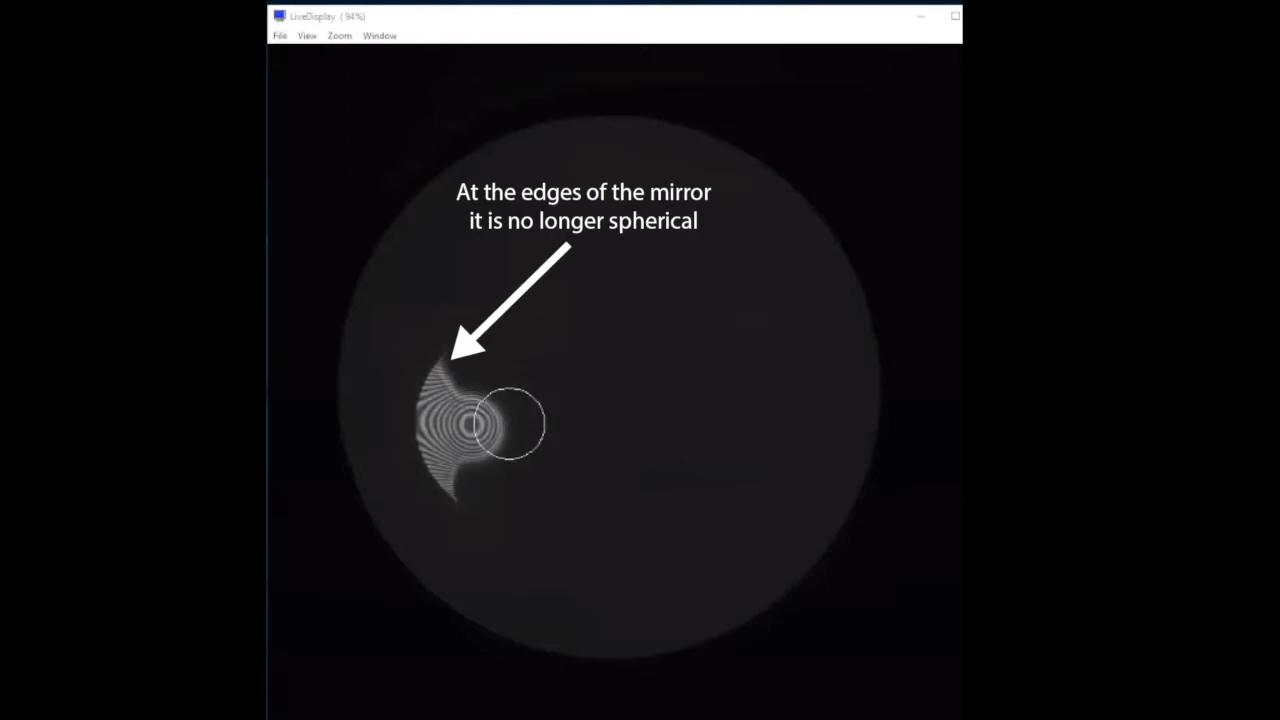 LiveDisplay ( 94%)
File View Zoom Window
At the edges of the mirror
it is no longer spherical